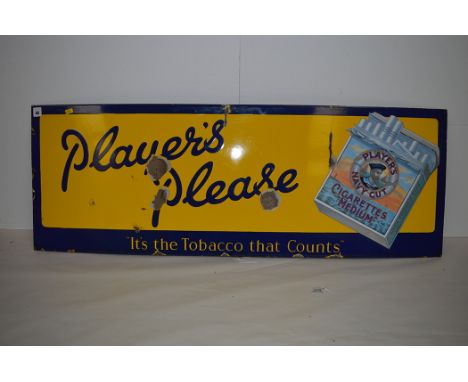 Player's
Please
PLAYER'S
NAVY CUT
CIGARETTES
"MEDIUM"
"It's the Tobacco that Counts"